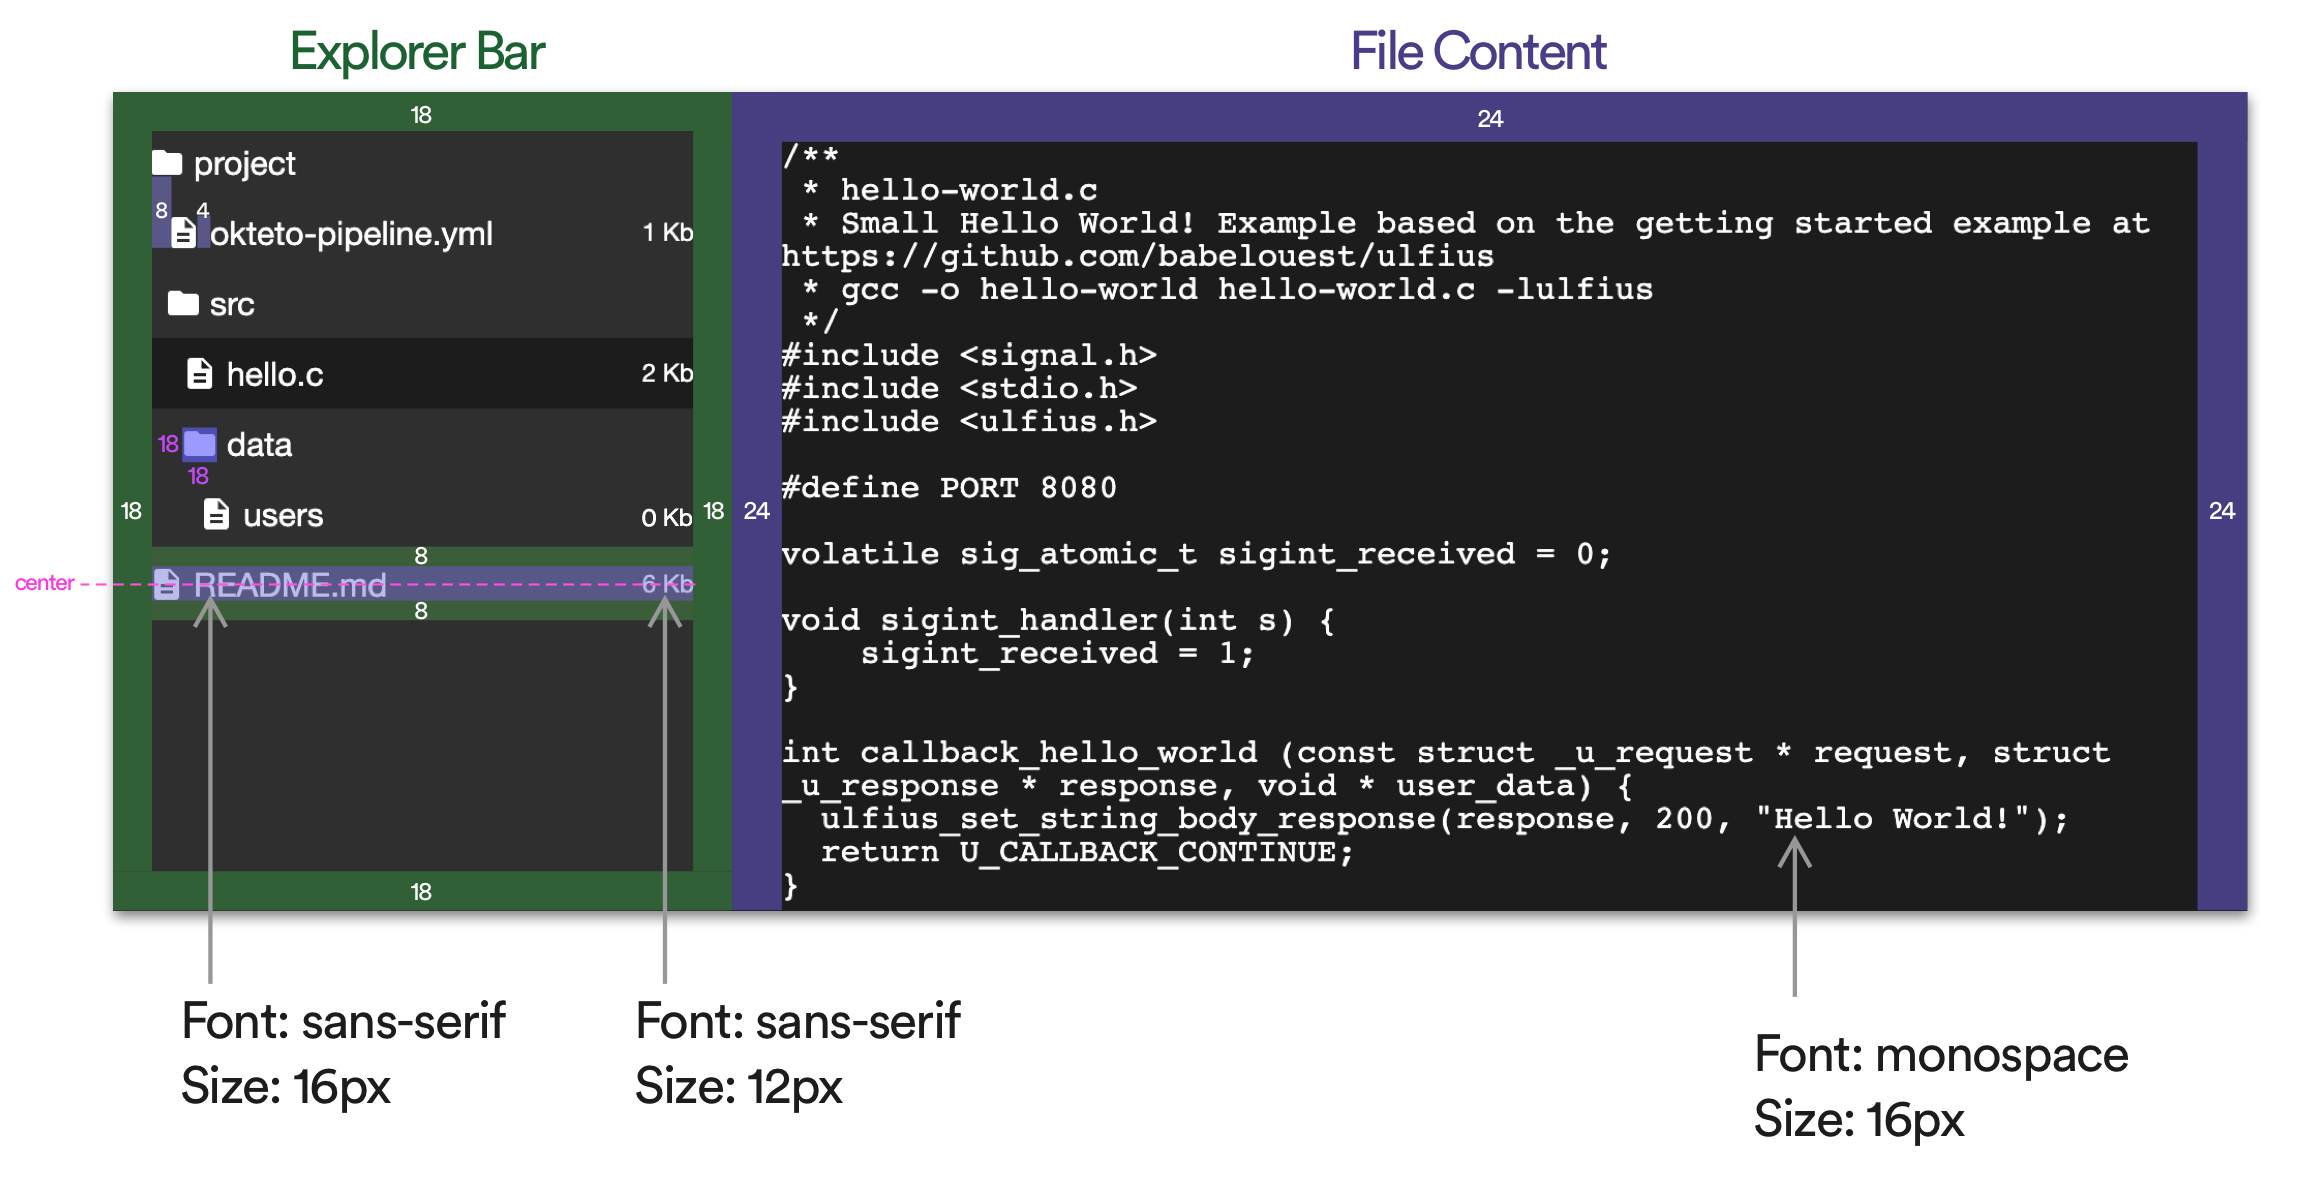 Explorer Bar
File Content
18
24
project
8
4
okteto-pipeline.yml
1 Kb
src
hello.c
2 Kb
18
data
18
users
0 Kb
18
18
8
center
README.md
6 Kb
8
18
24
24
/**
 * hello-world.c
 * Small Hello World! Example based on the getting started example at
https://github.com/babelouest/ulfius
 * gcc -o hello-world hello-world.c -lulfius
 */
#include <signal.h>
#include <stdio.h>
#include <ulfius.h>
#define PORT 8080
volatile sig_atomic_t sigint_received = 0;
void sigint_handler(int s) {
    sigint_received = 1;
}
int callback_hello_world (const struct _u_request * request, struct
_u_response * response, void * user_data) {
  ulfius_set_string_body_response(response, 200, "Hello World!");
  return U_CALLBACK_CONTINUE;
}
Font: sans-serif
Size: 16px
Font: sans-serif
Size: 12px
Font: monospace
Size: 16px